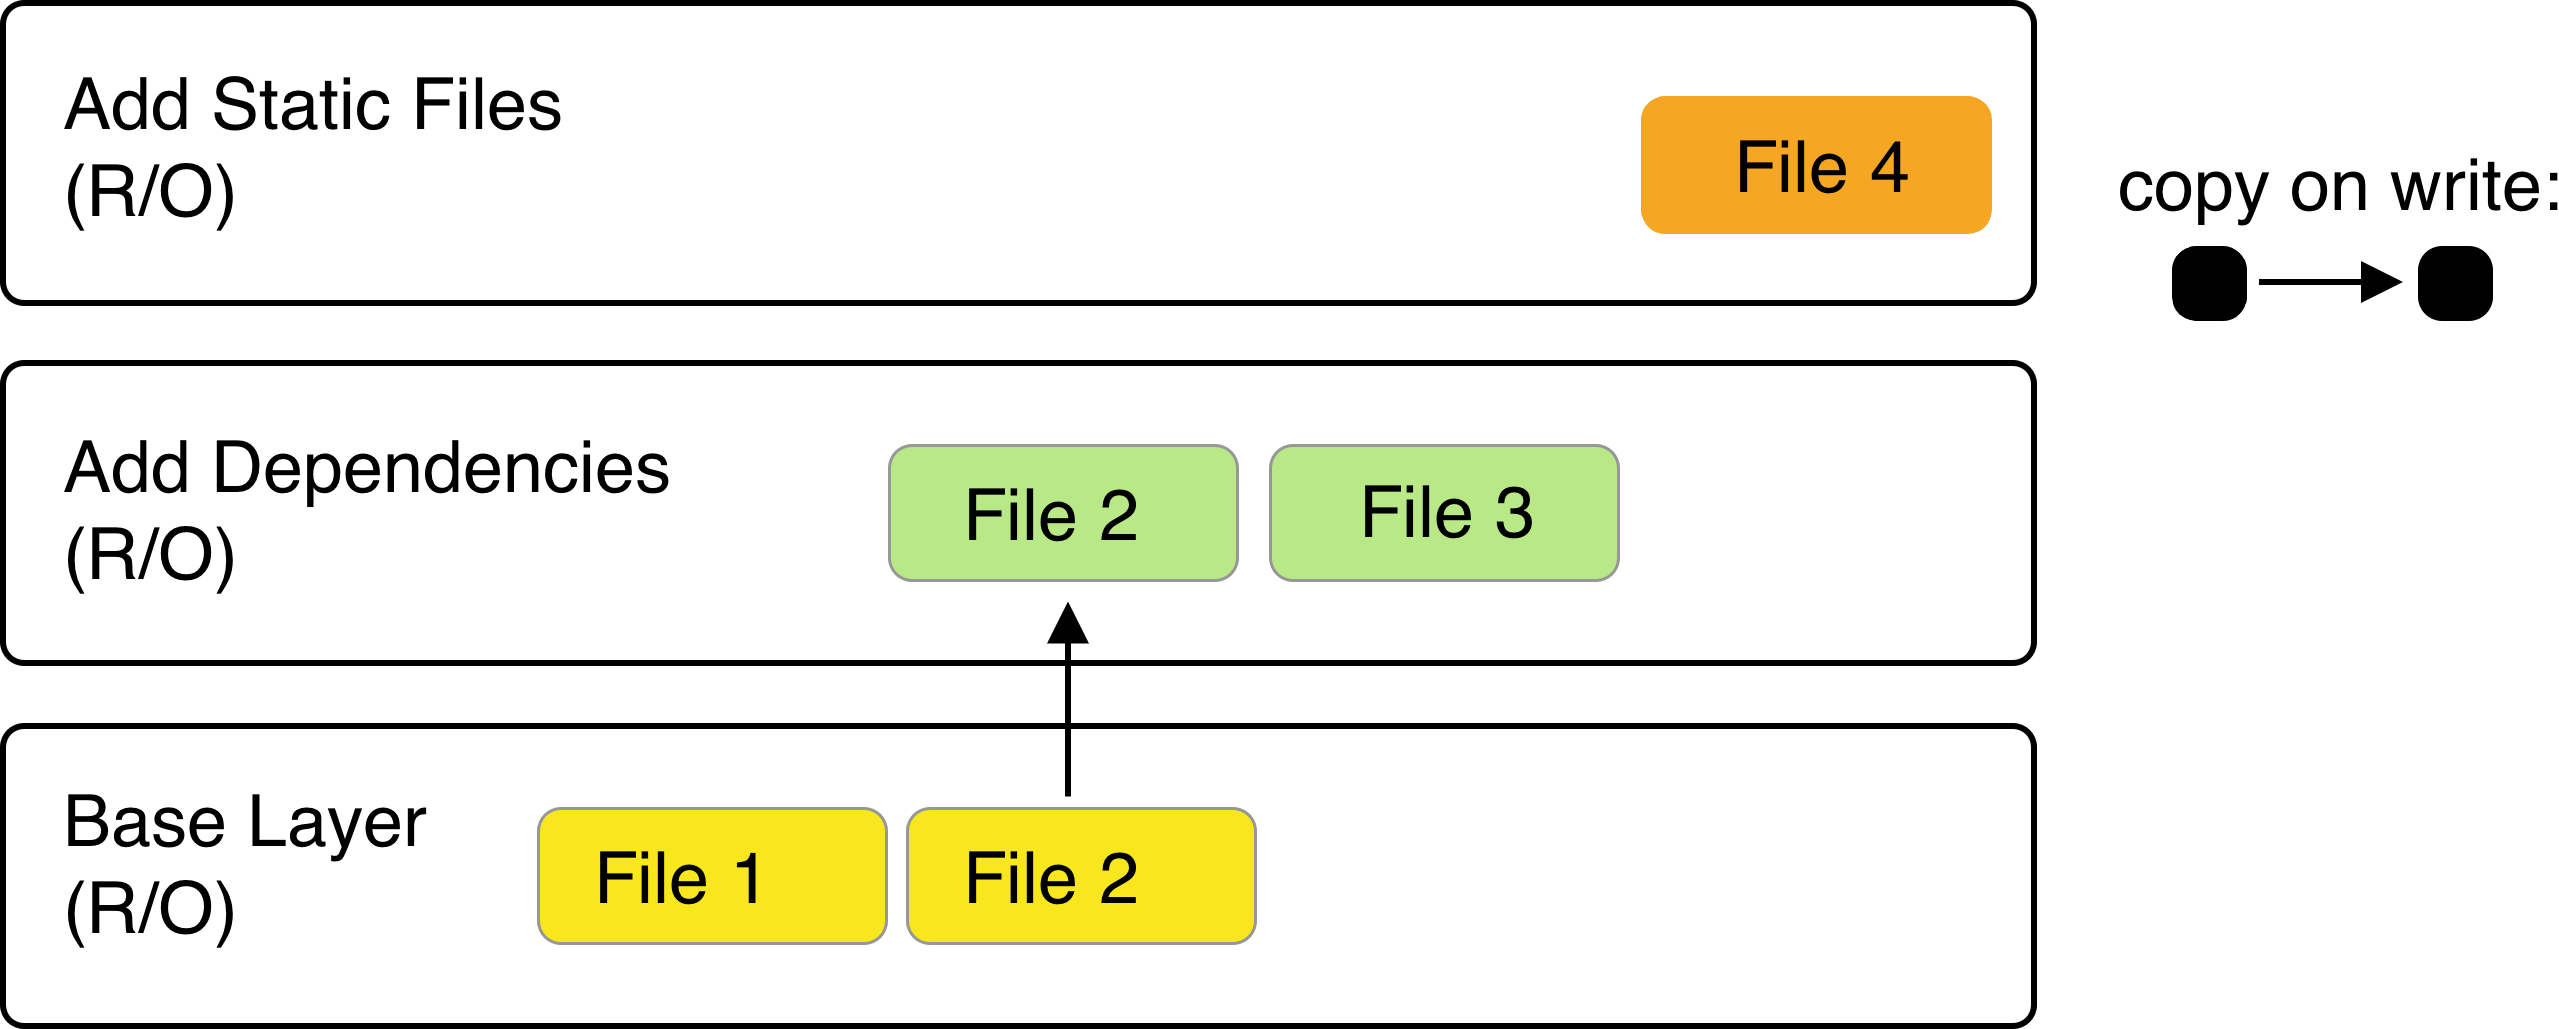 Add Static Files
(R/O)
File 4
copy on write:
Add Dependencies
(R/O)
File 2
File 3
Base Layer
(R/O)
File 1
File 2